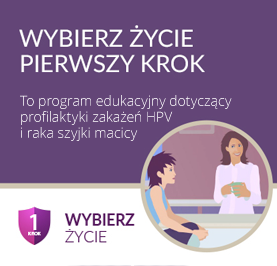 WYBIERZ ŻYCIE
PIERWSZY KROK
To program edukacyjny dotyczący
profilaktyki zakażeń HPV
i raka szyjki macicy
1
KROK
WYBIERZ
ŻYCIE